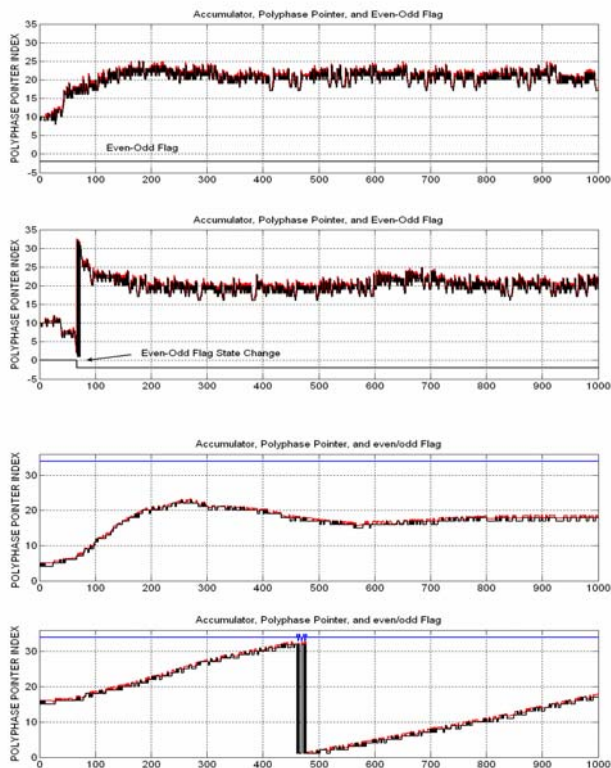 Accumulator, Polyphase Pointer, and Even-Odd Flag
POLYPHASE POINTER INDEX
35
30
25
20
15
10
5
0
-5
Even-Odd Flag
0 100 200 300 400 500 600 700 800 900 1000
Accumulator, Polyphase Pointer, and Even-Odd Flag
POLYPHASE POINTER INDEX
35
30
25
20
15
10
5
0
-5
Even-Odd Flag State Change
0 100 200 300 400 500 600 700 800 900 1000
Accumulator, Polyphase Pointer, and even/odd Flag
POLYPHASE POINTER INDEX
30
20
10
0
0 100 200 300 400 500 600 700 800 900 1000
Accumulator, Polyphase Pointer, and even/odd Flag
POLYPHASE POINTER INDEX
30
20
10
0
0 100 200 300 400 500 600 700 800 900 1000